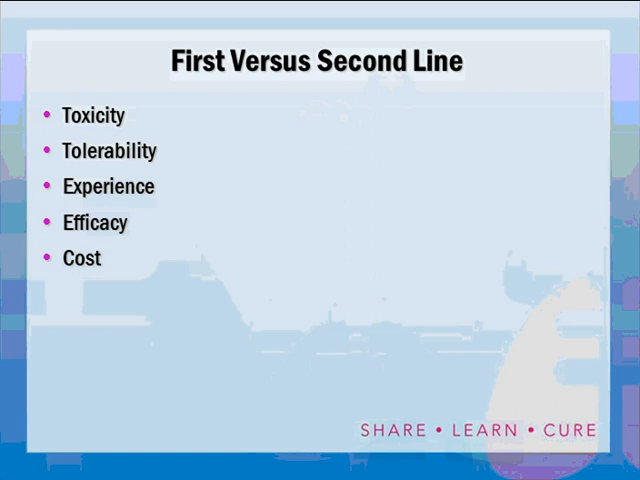 First Versus Second Line
• Toxicity
• Tolerability
• Experience
• Efficacy
• Cost
SHARE • LEARN • CURE